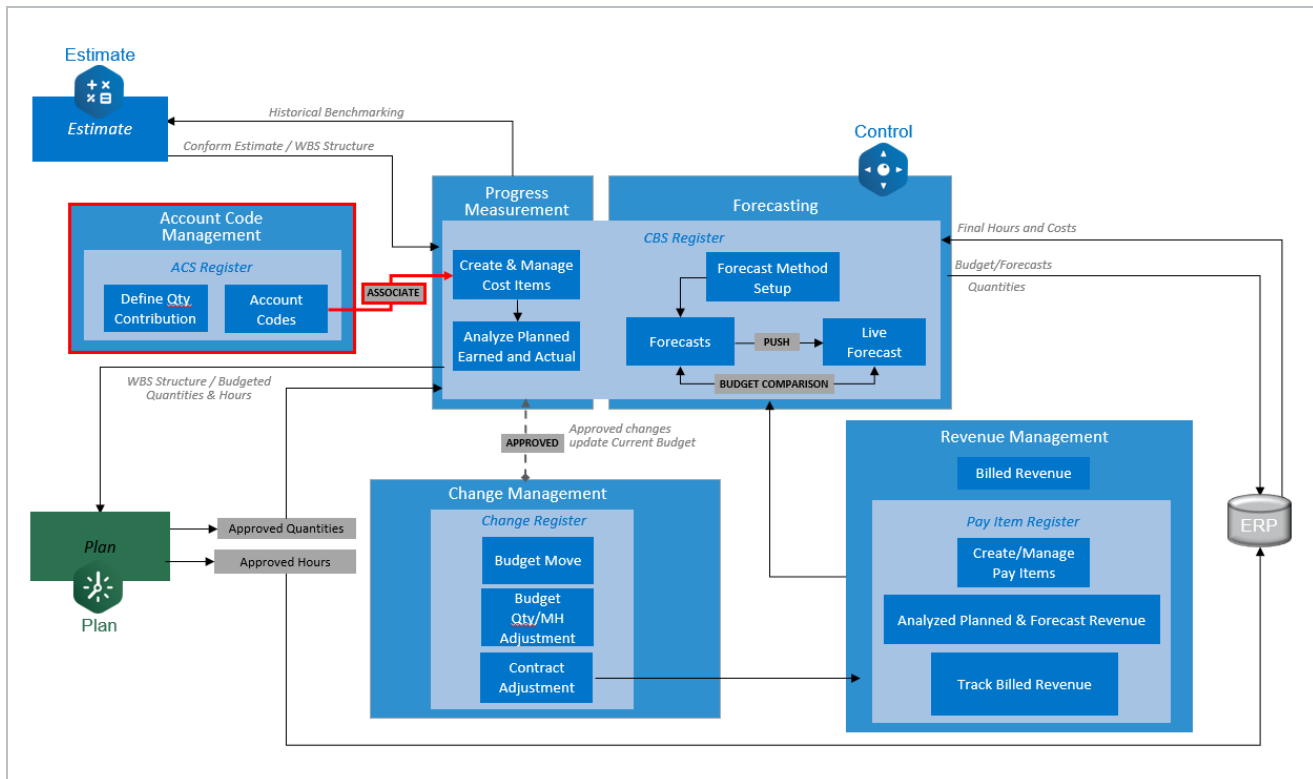 Estimate
Estimate
Historical Benchmarking
Conform Estimate / WBS Structure
Control
Account Code
Management
ACS Register
Define Qty
Contribution
Account
Codes
ASSOCIATE
Progress
Measurement
Forecasting
CBS Register
Create & Manage
Cost Items
Analyze Planned
Earned and Actual
Forecast Method
Setup
Forecasts
PUSH
Live
Forecast
BUDGET COMPARISON
Final Hours and Costs
Budget/Forecasts
Quantities
WBS Structure / Budgeted
Quantities & Hours
APPROVED
Approved changes
update Current Budget
Plan
Plan
Approved Quantities
Approved Hours
Change Management
Change Register
Budget Move
Budget
Qty/MH
Adjustment
Contract
Adjustment
Revenue Management
Billed Revenue
Pay Item Register
Create/Manage
Pay Items
Analyzed Planned & Forecast Revenue
Track Billed Revenue
ERP